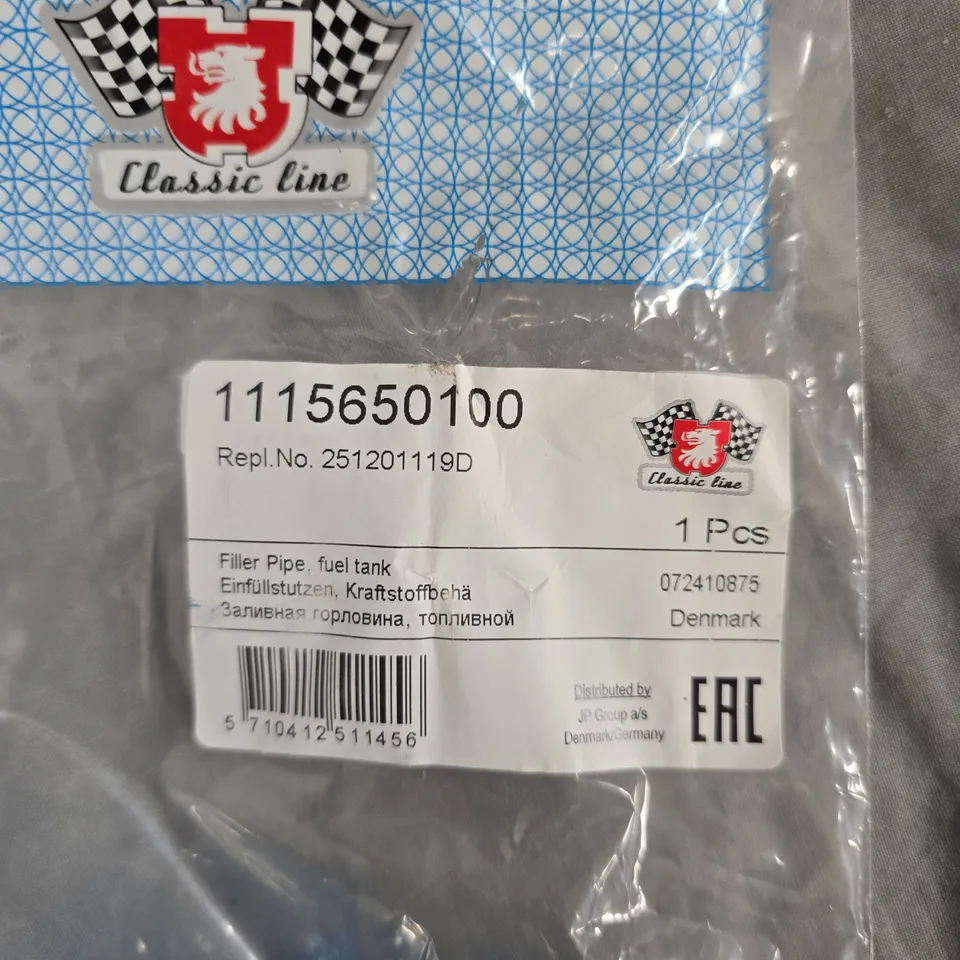 Classic line
1115650100
Repl.No. 251201119D
Classic line
1 Pcs
Filler Pipe, fuel tank
Einfüllstutzen, Kraftstoffbehä
Заливная горловина, топливной
072410875
Denmark
5 710412 511456
Distributed by
JP Group a/s
Denmark/Germany
EAC